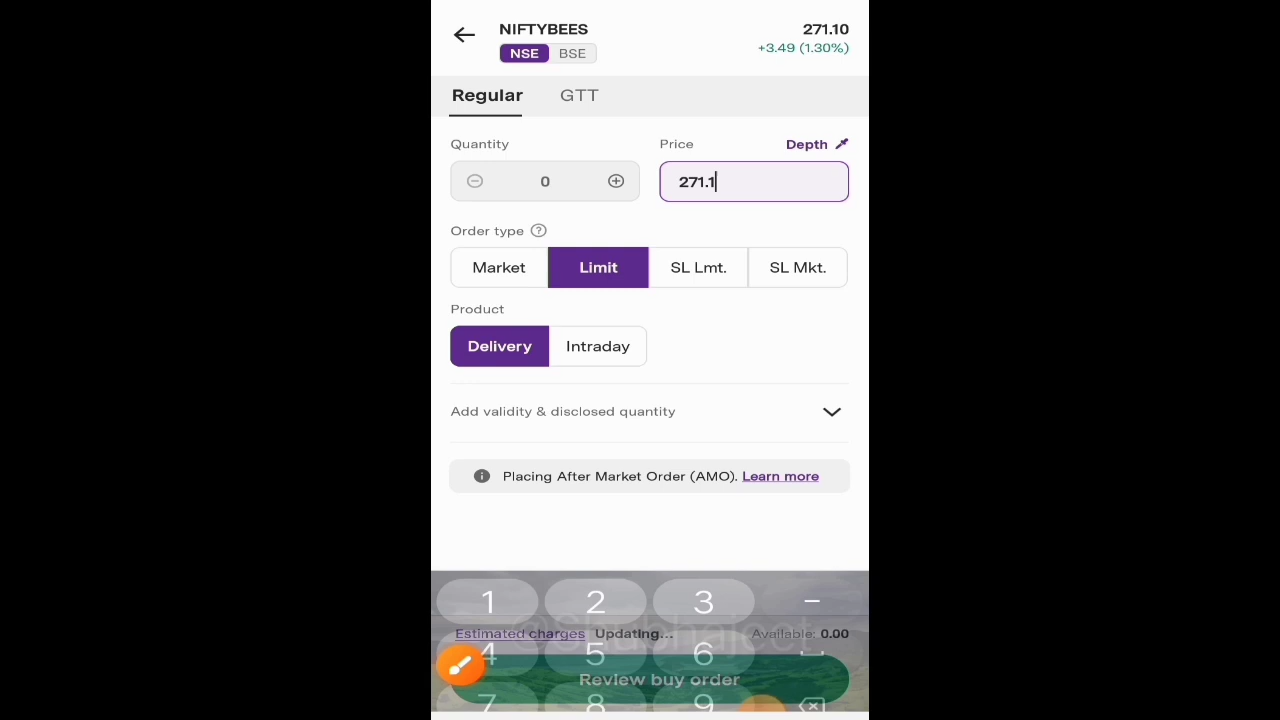 NIFTYBEES
271.10
NSE BSE
+3.49 (1.30%)
Regular GTT
Quantity
Price
Depth
0
271.1
Order type ?
Market Limit SL Lmt. SL Mkt.
Product
Delivery Intraday
Add validity & disclosed quantity
Placing After Market Order (AMO). Learn more
1 2 3 –
Estimated charges Updating... Available: 0.00
4 5 6
Review buy order
7 8 9